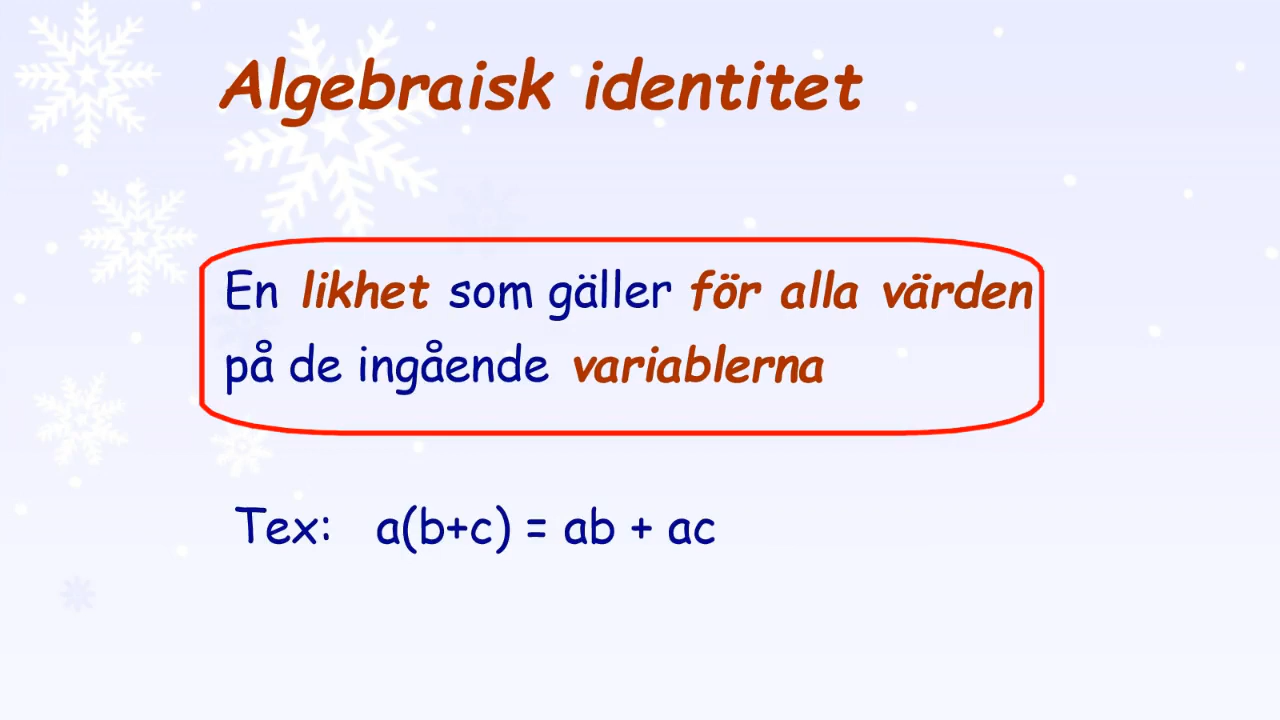 Algebraisk identitet
En likhet som gäller för alla värden
på de ingående variablerna
Tex: a(b+c) = ab + ac